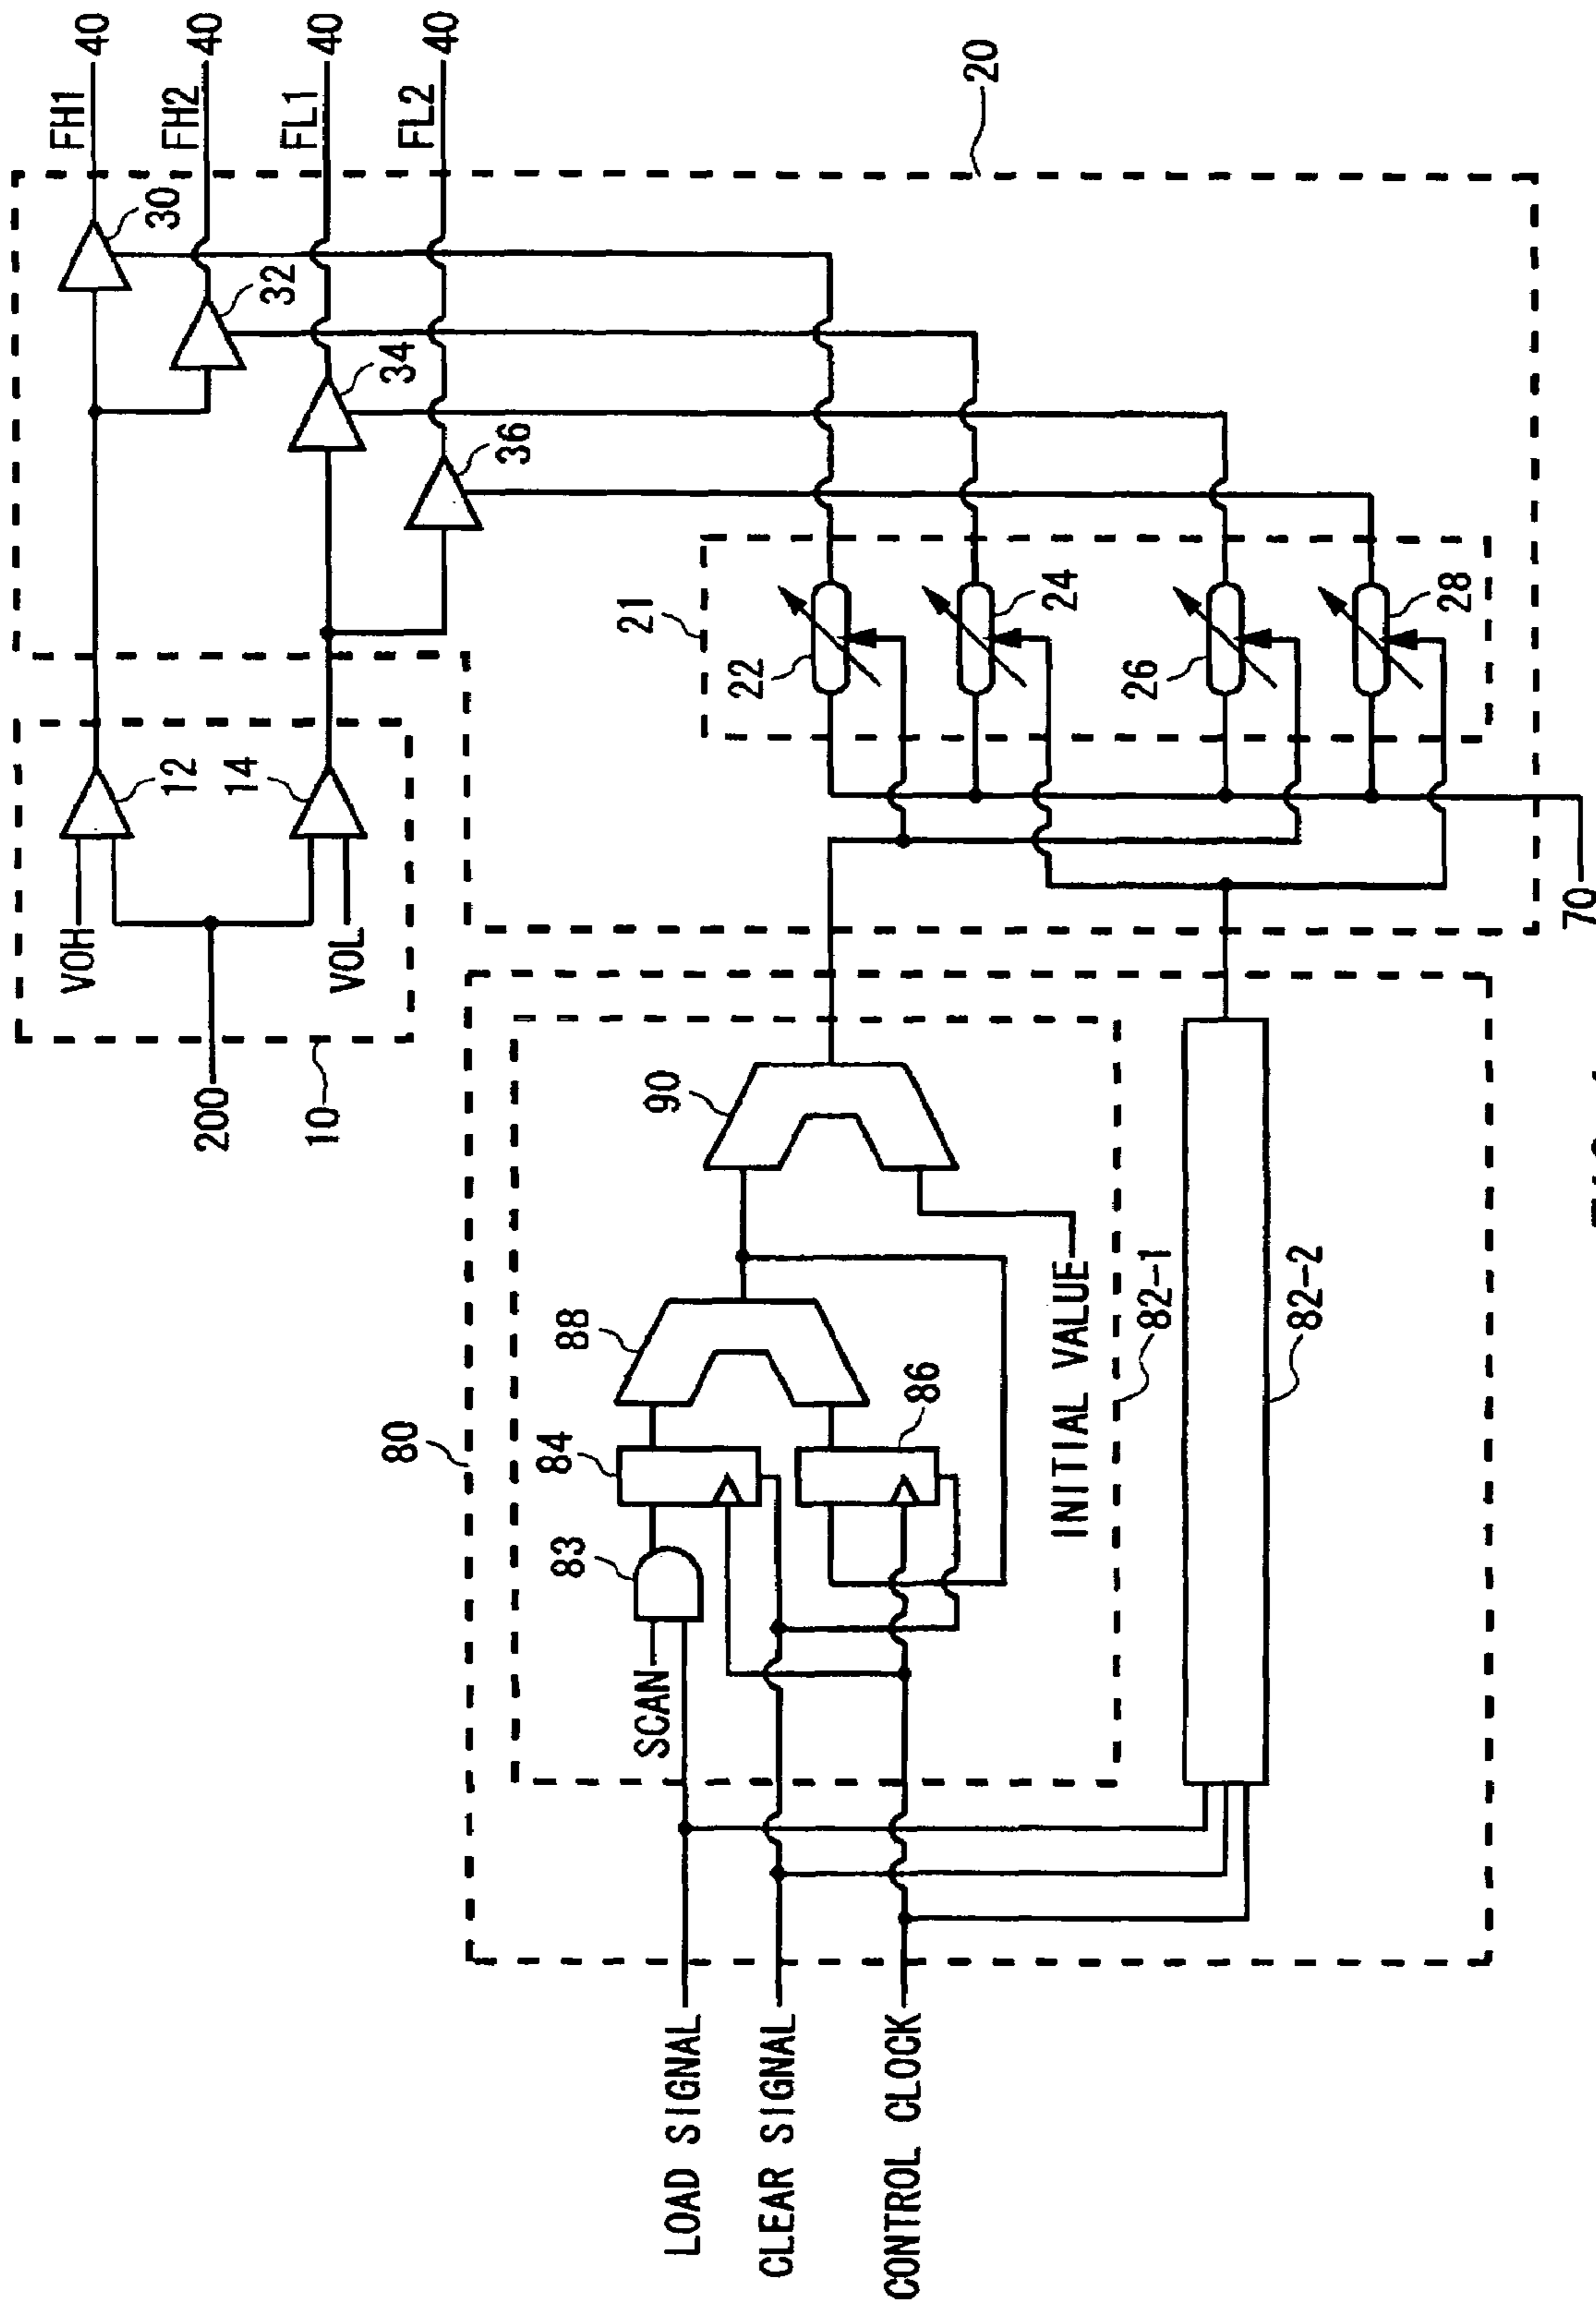 FH1
40
FH2
40
FL1
40
FL2
40
30
32
34
36
20
12
14
VOH
VOL
200
10
21
22
24
26
28
70
80
90
88
84
86
83
SCAN
INITIAL VALUE
82-1
82-2
LOAD SIGNAL
CLEAR SIGNAL
CONTROL CLOCK